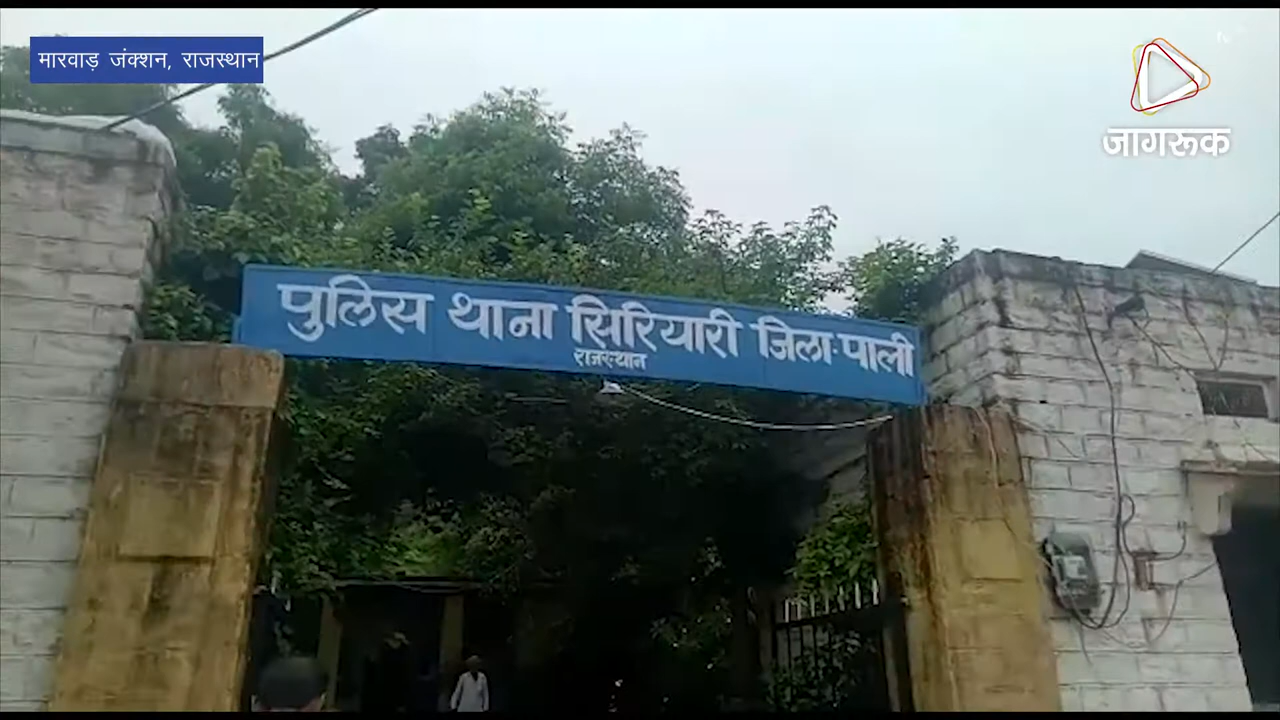 मारवाड़ जंक्शन, राजस्थान
जागरूक
पुलिस थाना सिरियारी जिला-पाली
राजस्थान